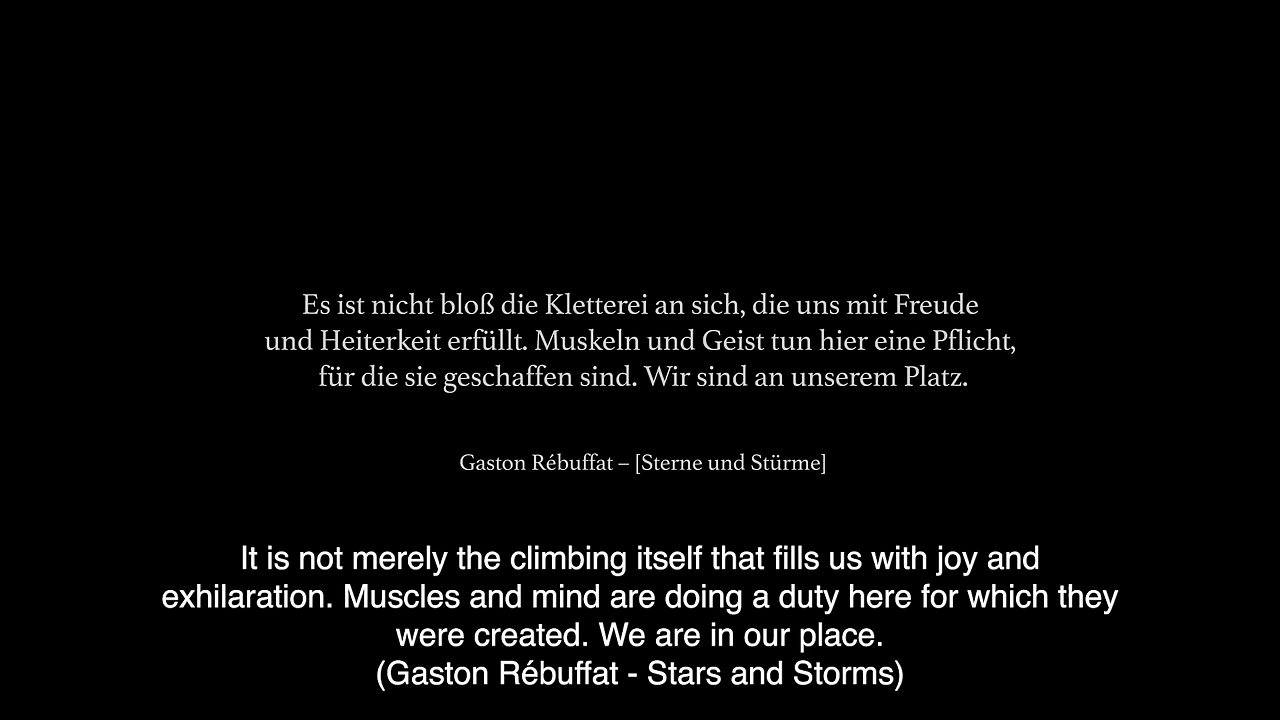 Es ist nicht bloß die Kletterei an sich, die uns mit Freude
und Heiterkeit erfüllt. Muskeln und Geist tun hier eine Pflicht,
für die sie geschaffen sind. Wir sind an unserem Platz.
Gaston Rébuffat – [Sterne und Stürme]
It is not merely the climbing itself that fills us with joy and
exhilaration. Muscles and mind are doing a duty here for which they
were created. We are in our place.
(Gaston Rébuffat - Stars and Storms)